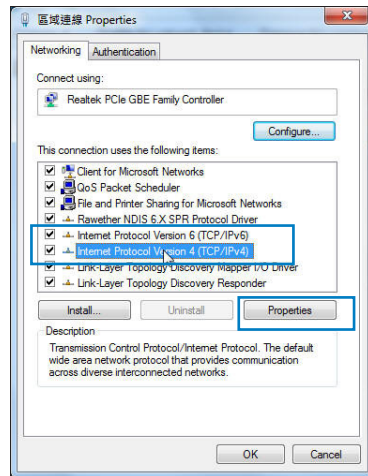 區域連線 Properties
Networking
Authentication
Connect using:
Realtek PCIe GBE Family Controller
Configure...
This connection uses the following items:
Client for Microsoft Networks
QoS Packet Scheduler
File and Printer Sharing for Microsoft Networks
Rawether NDIS 6.X SPR Protocol Driver
Internet Protocol Version 6 (TCP/IPv6)
Internet Protocol Version 4 (TCP/IPv4)
Link-Layer Topology Discovery Mapper I/O Driver
Link-Layer Topology Discovery Responder
Install...
Uninstall
Properties
Description
Transmission Control Protocol/Internet Protocol. The default
wide area network protocol that provides communication
across diverse interconnected networks.
OK
Cancel